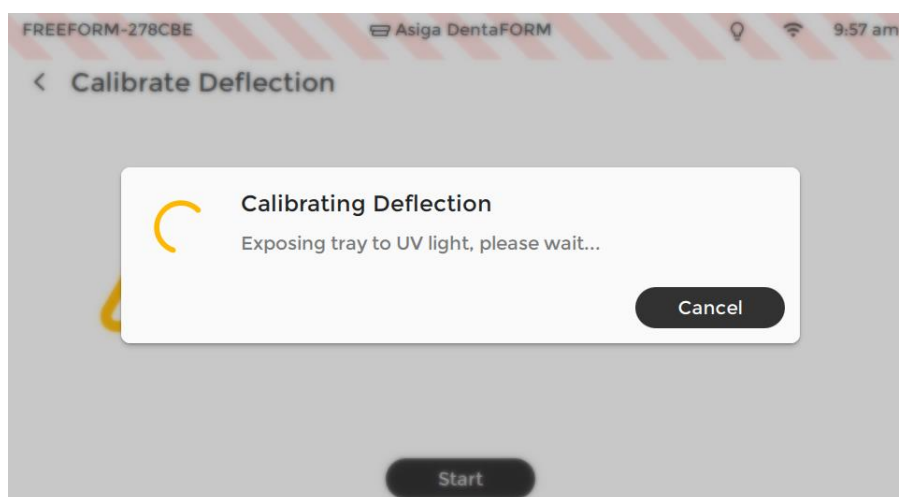 FREEFORM-278CBE Asiga DentaFORM 9:57 am
Calibrate Deflection
Calibrating Deflection
Exposing tray to UV light, please wait...
Cancel
Start